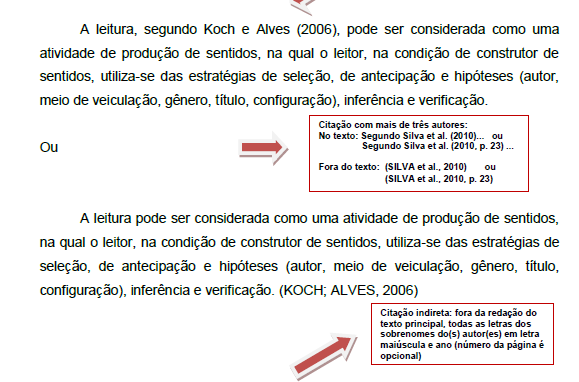 A leitura, segundo Koch e Alves (2006), pode ser considerada como uma
atividade de produção de sentidos, na qual o leitor, na condição de construtor de
sentidos, utiliza-se das estratégias de seleção, de antecipação e hipóteses (autor,
meio de veiculação, gênero, título, configuração), inferência e verificação.
Citação com mais de três autores:
No texto: Segundo Silva et al. (2010)... ou
Segundo Silva et al. (2010, p. 23) ...
Ou
Fora do texto: (SILVA et al., 2010) ou
(SILVA et al., 2010, p. 23)
A leitura pode ser considerada como uma atividade de produção de sentidos,
na qual o leitor, na condição de construtor de sentidos, utiliza-se das estratégias de
seleção, de antecipação e hipóteses (autor, meio de veiculação, gênero, título,
configuração), inferência e verificação. (KOCH; ALVES, 2006)
Citação indireta: fora da redação do
texto principal, todas as letras dos
sobrenomes do(s) autor(es) em letra
maiúscula e ano (número da página é
opcional)